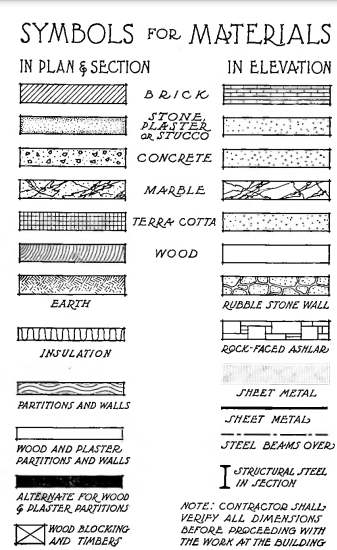 SYMBOLS FOR MATERIALS
IN PLAN & SECTION
IN ELEVATION
BRICK
STONE,
PLASTER
OR STUCCO
CONCRETE
MARBLE
TERRA COTTA
WOOD
EARTH
RUBBLE STONE WALL
INSULATION
ROCK-FACED ASHLAR
PARTITIONS AND WALLS
SHEET METAL
SHEET METAL
WOOD AND PLASTER
PARTITIONS AND WALLS
STEEL BEAMS OVER
ALTERNATE FOR WOOD
& PLASTER PARTITIONS
STRUCTURAL STEEL
IN SECTION
WOOD BLOCKING
AND TIMBERS
NOTE: CONTRACTOR SHALL
VERIFY ALL DIMENSIONS
BEFORE PROCEEDING WITH
THE WORK AT THE BUILDING